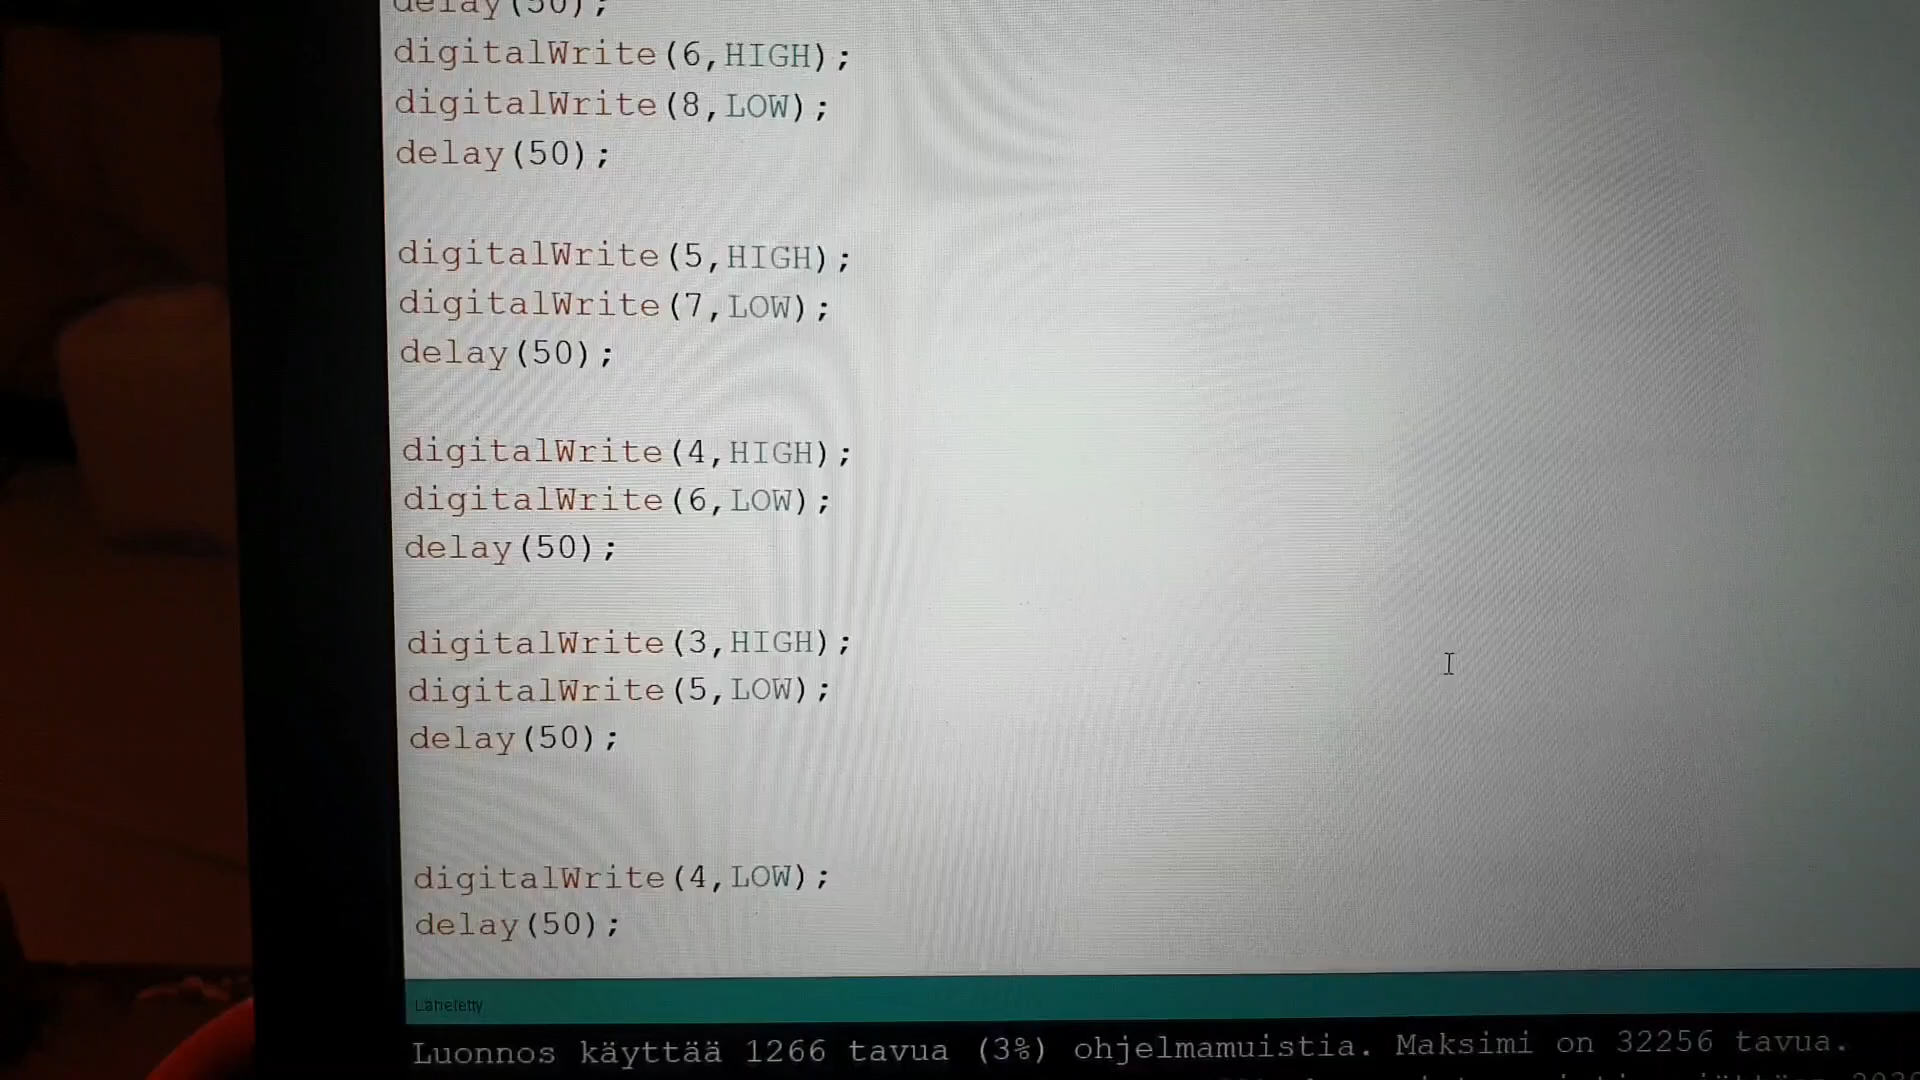 delay(50);
digitalWrite(6,HIGH);
digitalWrite(8,LOW);
delay(50);
digitalWrite(5,HIGH);
digitalWrite(7,LOW);
delay(50);
digitalWrite(4,HIGH);
digitalWrite(6,LOW);
delay(50);
digitalWrite(3,HIGH);
digitalWrite(5,LOW);
delay(50);
digitalWrite(4,LOW);
delay(50);
Lähetetty
Luonnos käyttää 1266 tavua (3%) ohjelmamuistia. Maksimi on 32256 tavua.